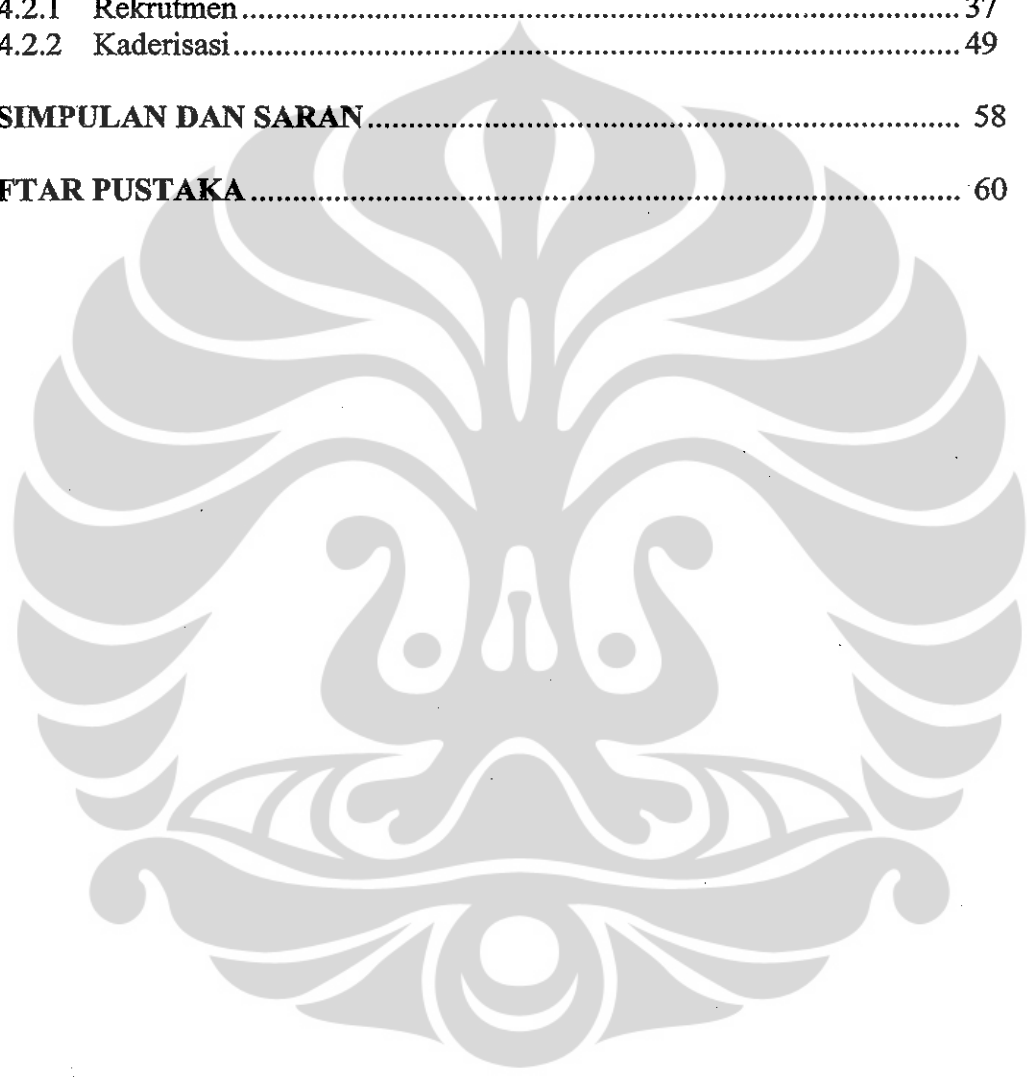 4.2.1 Rekrutmen ........ 37
4.2.2 Kaderisasi ........ 49
SIMPULAN DAN SARAN ........ 58
FTAR PUSTAKA ........ 60